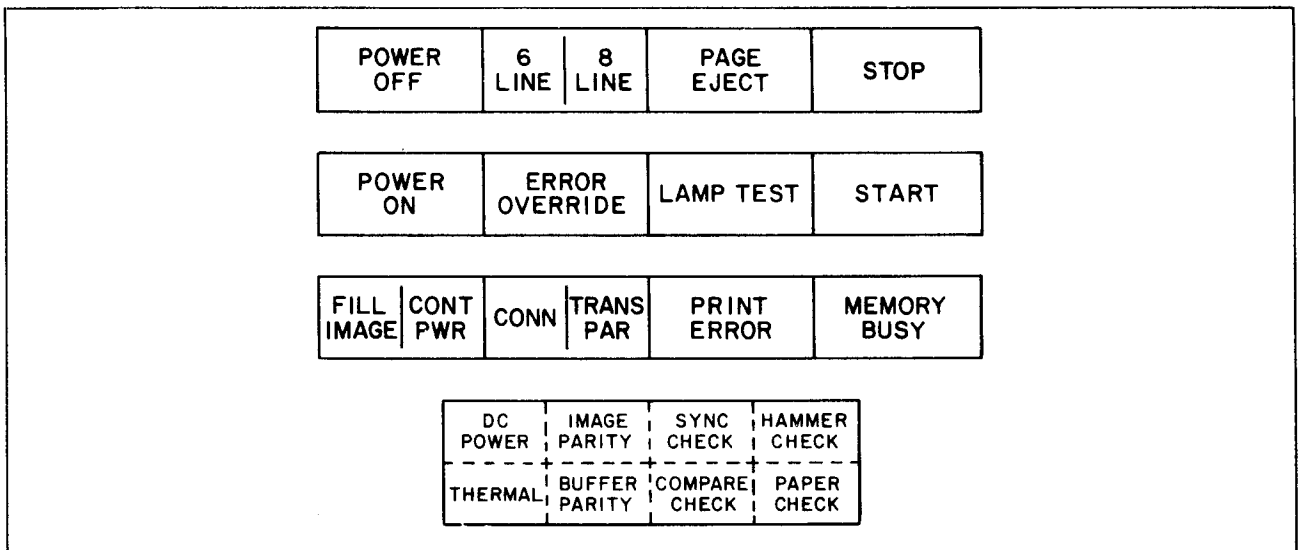 POWER OFF
6 LINE
8 LINE
PAGE EJECT
STOP
POWER ON
ERROR OVERRIDE
LAMP TEST
START
FILL IMAGE
CONT PWR
CONN
TRANS PAR
PRINT ERROR
MEMORY BUSY
DC POWER
IMAGE PARITY
SYNC CHECK
HAMMER CHECK
THERMAL
BUFFER PARITY
COMPARE CHECK
PAPER CHECK